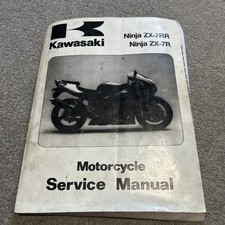 Kawasaki
Ninja ZX-7RR
Ninja ZX-7R
Motorcycle
Service Manual